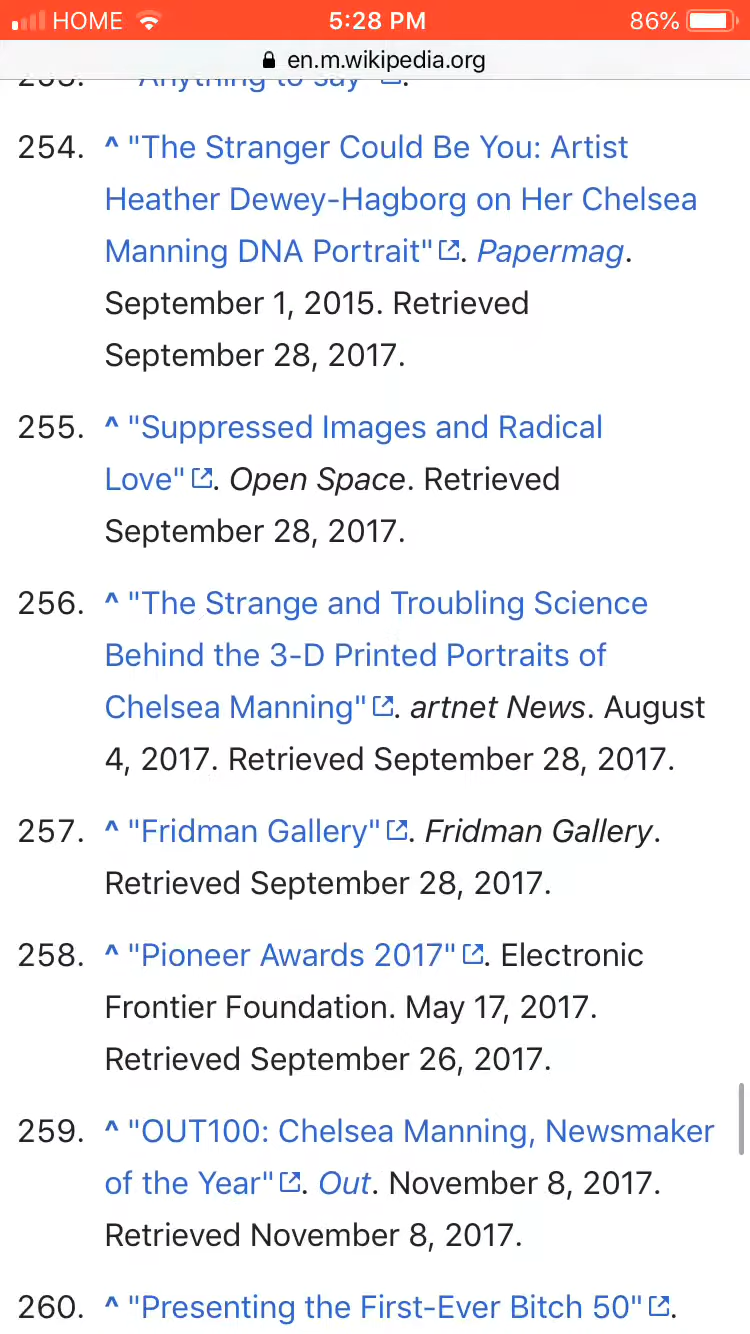 HOME 5:28 PM 86%
en.m.wikipedia.org
"Anything to say"
254. ^ "The Stranger Could Be You: Artist
Heather Dewey-Hagborg on Her Chelsea
Manning DNA Portrait". Papermag.
September 1, 2015. Retrieved
September 28, 2017.
255. ^ "Suppressed Images and Radical
Love". Open Space. Retrieved
September 28, 2017.
256. ^ "The Strange and Troubling Science
Behind the 3-D Printed Portraits of
Chelsea Manning". artnet News. August
4, 2017. Retrieved September 28, 2017.
257. ^ "Fridman Gallery". Fridman Gallery.
Retrieved September 28, 2017.
258. ^ "Pioneer Awards 2017". Electronic
Frontier Foundation. May 17, 2017.
Retrieved September 26, 2017.
259. ^ "OUT100: Chelsea Manning, Newsmaker
of the Year". Out. November 8, 2017.
Retrieved November 8, 2017.
260. ^ "Presenting the First-Ever Bitch 50".